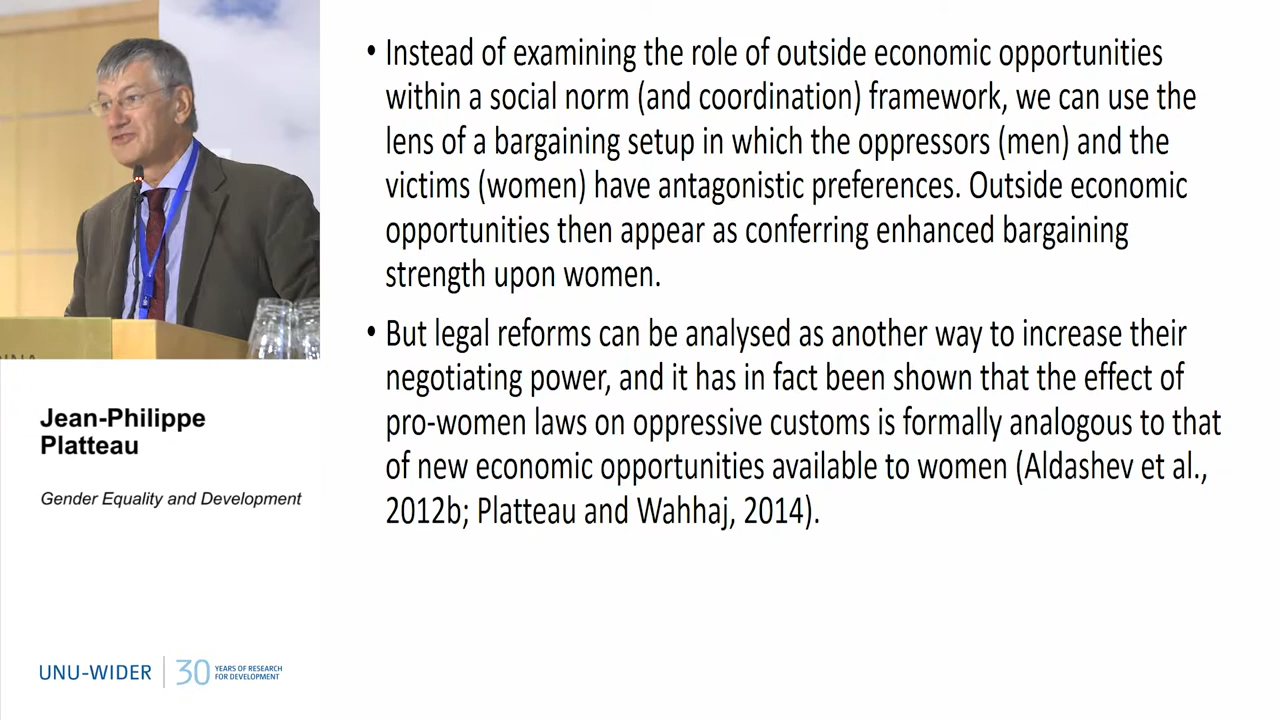 • Instead of examining the role of outside economic opportunities
within a social norm (and coordination) framework, we can use the
lens of a bargaining setup in which the oppressors (men) and the
victims (women) have antagonistic preferences. Outside economic
opportunities then appear as conferring enhanced bargaining
strength upon women.
• But legal reforms can be analysed as another way to increase their
negotiating power, and it has in fact been shown that the effect of
pro-women laws on oppressive customs is formally analogous to that
of new economic opportunities available to women (Aldashev et al.,
2012b; Platteau and Wahhaj, 2014).
Jean-Philippe
Platteau
Gender Equality and Development
UNU-WIDER
30 YEARS OF RESEARCH
FOR DEVELOPMENT